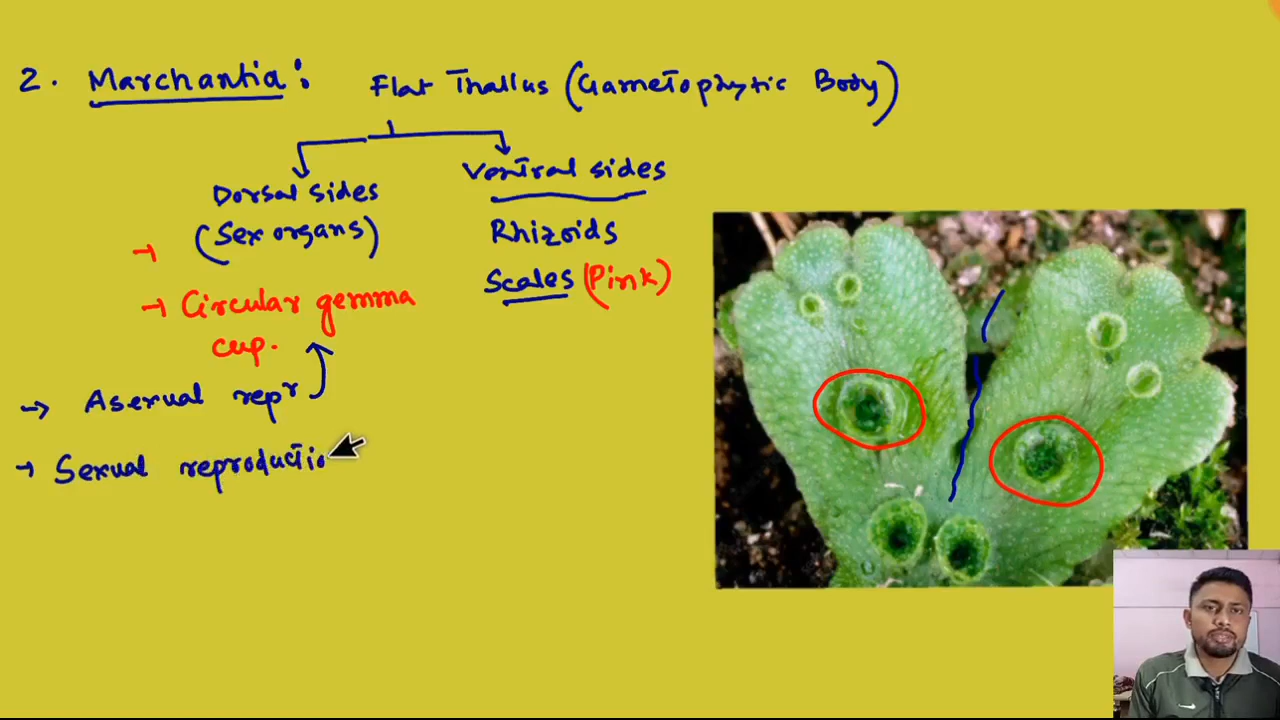 2. Marchantia: Flat Thallus (Gametophytic Body)
Dorsal sides
(Sex organs)
→ Circular gemma
cup.
→ Asexual repr
→ Sexual reproductio
Ventral sides
Rhizoids
Scales (Pink)